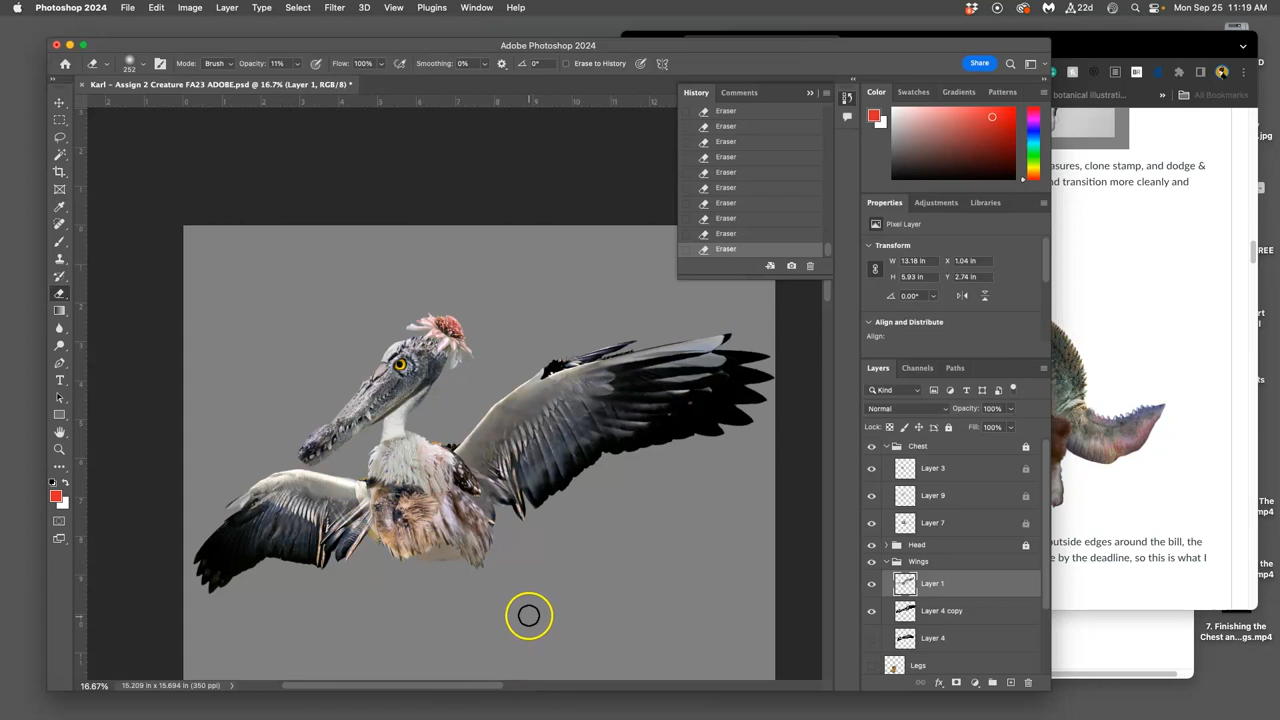 Photoshop 2024 File Edit Image Layer Type Select Filter 3D View Plugins Window Help 22d Mon Sep 25 11:19 AM
Adobe Photoshop 2024
252 Mode: Brush Opacity: 11% Flow: 100% Smoothing: 0% 0° Erase to History Share
Karl – Assign 2 Creature FA23 ADOBE.psd @ 16.7% (Layer 1, RGB/8) *
History Comments
Color Swatches Gradients Patterns
botanical illustrati... All Bookmarks
Eraser
Eraser
Eraser
Eraser
Eraser
Eraser
Eraser
Eraser
Eraser
Eraser
.jpg
asures, clone stamp, and dodge &
nd transition more cleanly and
Properties Adjustments Libraries
Pixel Layer
Transform
W 13.18 in X 1.04 in
H 5.93 in Y 2.74 in
0.00°
Align and Distribute
Align:
Layers Channels Paths
Kind
Normal Opacity: 100%
Lock: Fill: 100%
Chest
Layer 3
Layer 9
Layer 7
Head
Wings
Layer 1
Layer 4 copy
Layer 4
Legs
outside edges around the bill, the
e by the deadline, so this is what I
.mp4
.mp4
7. Finishing the
Chest an...gs.mp4
16.67% 15.209 in x 15.694 in (350 ppi)